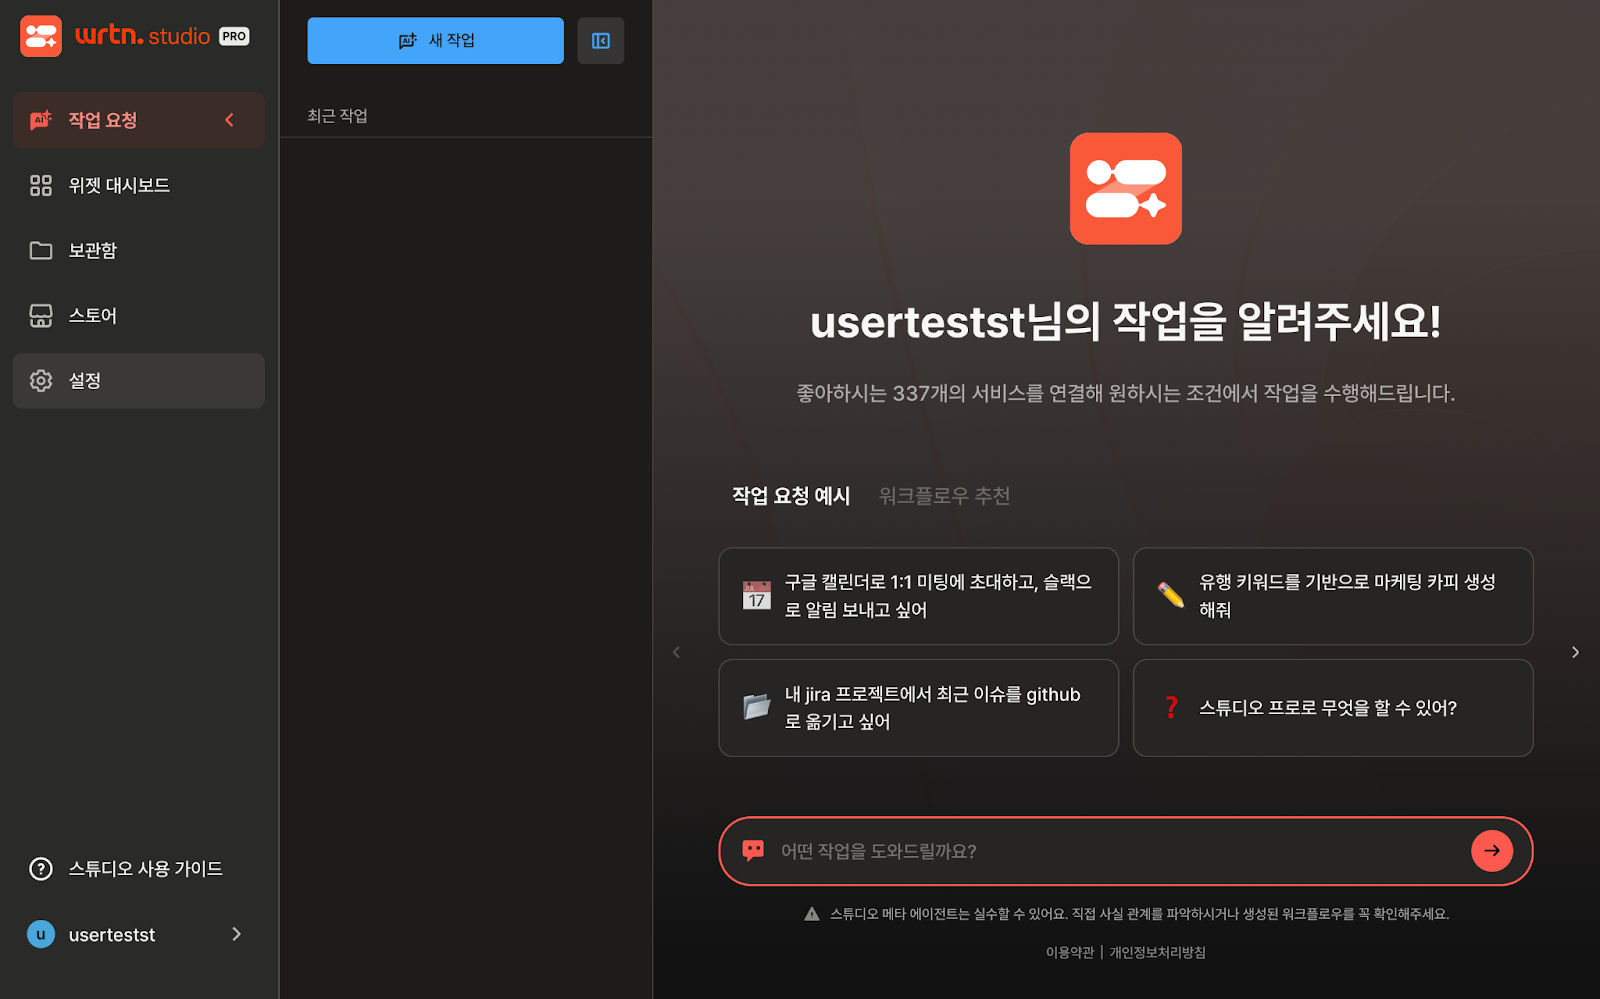 wrtn. studio PRO
작업 요청
위젯 대시보드
보관함
스토어
설정
스튜디오 사용 가이드
u usertestst
AI 새 작업
최근 작업
usertestst님의 작업을 알려주세요!
좋아하시는 337개의 서비스를 연결해 원하시는 조건에서 작업을 수행해드립니다.
작업 요청 예시 워크플로우 추천
JUL 17
구글 캘린더로 1:1 미팅에 초대하고, 슬랙으
로 알림 보내고 싶어
유행 키워드를 기반으로 마케팅 카피 생성
해줘
내 jira 프로젝트에서 최근 이슈를 github
로 옮기고 싶어
스튜디오 프로로 무엇을 할 수 있어?
어떤 작업을 도와드릴까요?
스튜디오 메타 에이전트는 실수할 수 있어요. 직접 사실 관계를 파악하시거나 생성된 워크플로우를 꼭 확인해주세요.
이용약관 | 개인정보처리방침